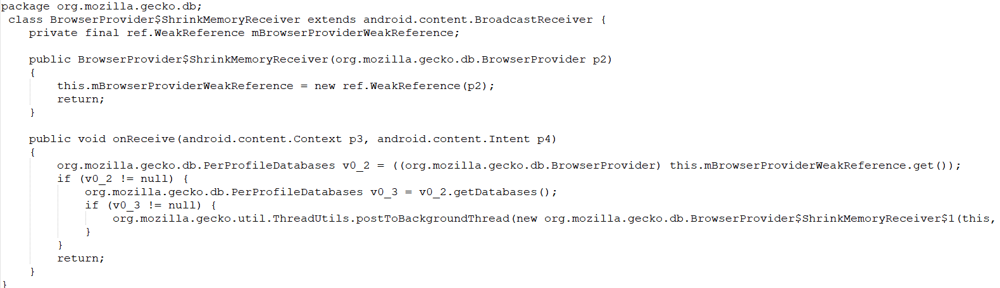 package org.mozilla.gecko.db;
class BrowserProvider$ShrinkMemoryReceiver extends android.content.BroadcastReceiver {
private final ref.WeakReference mBrowserProviderWeakReference;
public BrowserProvider$ShrinkMemoryReceiver(org.mozilla.gecko.db.BrowserProvider p2)
{
this.mBrowserProviderWeakReference = new ref.WeakReference(p2);
return;
}
public void onReceive(android.content.Context p3, android.content.Intent p4)
{
org.mozilla.gecko.db.PerProfileDatabases v0_2 = ((org.mozilla.gecko.db.BrowserProvider) this.mBrowserProviderWeakReference.get());
if (v0_2 != null) {
org.mozilla.gecko.db.PerProfileDatabases v0_3 = v0_2.getDatabases();
if (v0_3 != null) {
org.mozilla.gecko.util.ThreadUtils.postToBackgroundThread(new org.mozilla.gecko.db.BrowserProvider$ShrinkMemoryReceiver$1(this,
}
}
return;
}
}